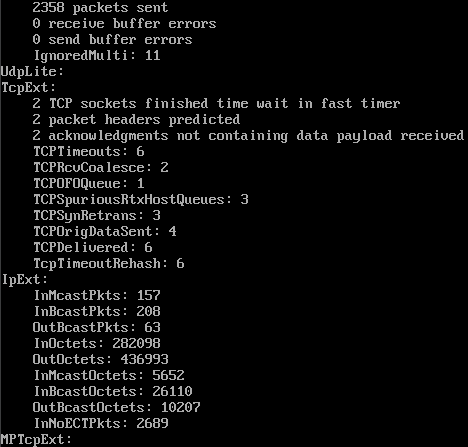 2358 packets sent
0 receive buffer errors
0 send buffer errors
IgnoredMulti: 11
UdpLite:
TcpExt:
2 TCP sockets finished time wait in fast timer
2 packet headers predicted
2 acknowledgments not containing data payload received
TCPTimeouts: 6
TCPRcvCoalesce: 2
TCPOFOQueue: 1
TCPSpuriousRtxHostQueues: 3
TCPSynRetrans: 3
TCPOrigDataSent: 4
TCPDelivered: 6
TcpTimeoutRehash: 6
IpExt:
InMcastPkts: 157
InBcastPkts: 208
OutBcastPkts: 63
InOctets: 282098
OutOctets: 436993
InMcastOctets: 5652
InBcastOctets: 26110
OutBcastOctets: 10207
InNoECTPkts: 2689
MPTcpExt: